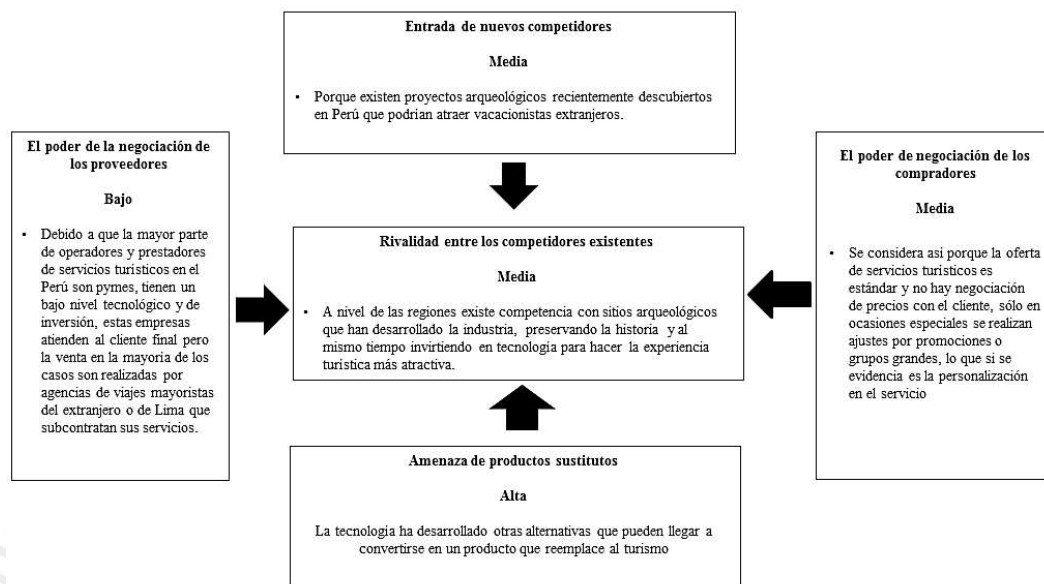 Entrada de nuevos competidores
Media
▪ Porque existen proyectos arqueológicos recientemente descubiertos
en Perú que podrían atraer vacacionistas extranjeros.
El poder de la negociación de
los proveedores
Bajo
▪ Debido a que la mayor parte
de operadores y prestadores
de servicios turísticos en el
Perú son pymes, tienen un
bajo nivel tecnológico y de
inversión, estas empresas
atienden al cliente final pero
la venta en la mayoría de los
casos son realizadas por
agencias de viajes mayoristas
del extranjero o de Lima que
subcontratan sus servicios.
Rivalidad entre los competidores existentes
Media
▪ A nivel de las regiones existe competencia con sitios arqueológicos
que han desarrollado la industria, preservando la historia y al
mismo tiempo invirtiendo en tecnología para hacer la experiencia
turística más atractiva.
El poder de negociación de los
compradores
Media
▪ Se considera así porque la oferta
de servicios turísticos es
estándar y no hay negociación
de precios con el cliente, sólo en
ocasiones especiales se realizan
ajustes por promociones o
grupos grandes, lo que si se
evidencia es la personalización
en el servicio
Amenaza de productos sustitutos
Alta
La tecnología ha desarrollado otras alternativas que pueden llegar a
convertirse en un producto que reemplace al turismo